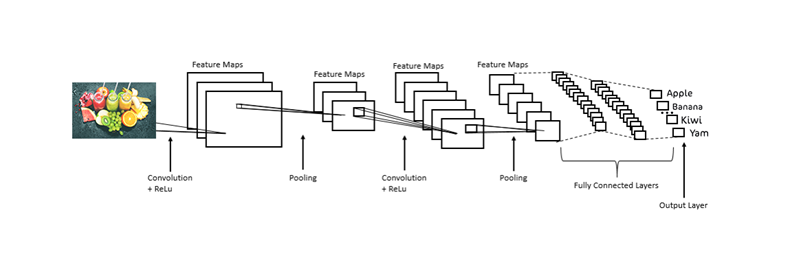 Feature Maps
Feature Maps
Feature Maps
Feature Maps
Apple
Banana
...
Kiwi
Yam
Convolution
+ ReLu
Pooling
Convolution
+ ReLu
Pooling
Fully Connected Layers
Output Layer